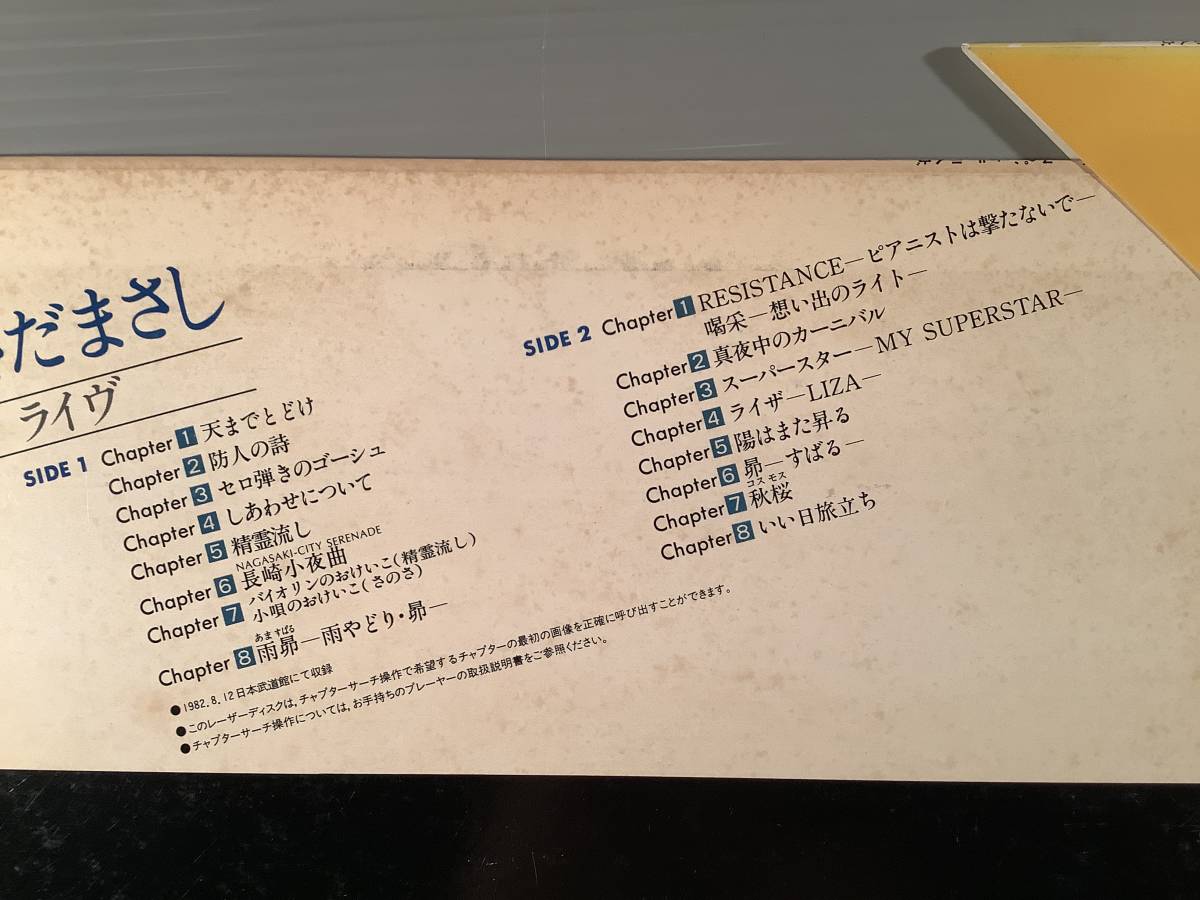 だまさし
ライヴ
SIDE 1 Chapter 1 天までとどけ
Chapter 2 防人の詩
Chapter 3 セロ弾きのゴーシュ
Chapter 4 しあわせについて
Chapter 5 精霊流し
NAGASAKI-CITY SERENADE
Chapter 6 長崎小夜曲
Chapter 7 バイオリンのおけいこ(精霊流し)
小唄のおけいこ(さのさ)
あますばる
Chapter 8 雨昴—雨やどり・昴—
●1982.8.12日本武道館にて収録
●このレーザーディスクは,チャプターサーチ操作で希望するチャプターの最初の画像を正確に呼び出すことができます。
●チャプターサーチ操作については,お手持ちのプレーヤーの取扱説明書をご参照ください。
SIDE 2 Chapter 1 RESISTANCE—ピアニストは撃たないで—
喝采—想い出のライト—
Chapter 2 真夜中のカーニバル
Chapter 3 スーパースター—MY SUPERSTAR—
Chapter 4 ライザ—LIZA—
Chapter 5 陽はまた昇る
Chapter 6 昴—すばる—
コスモス
Chapter 7 秋桜
Chapter 8 いい日旅立ち